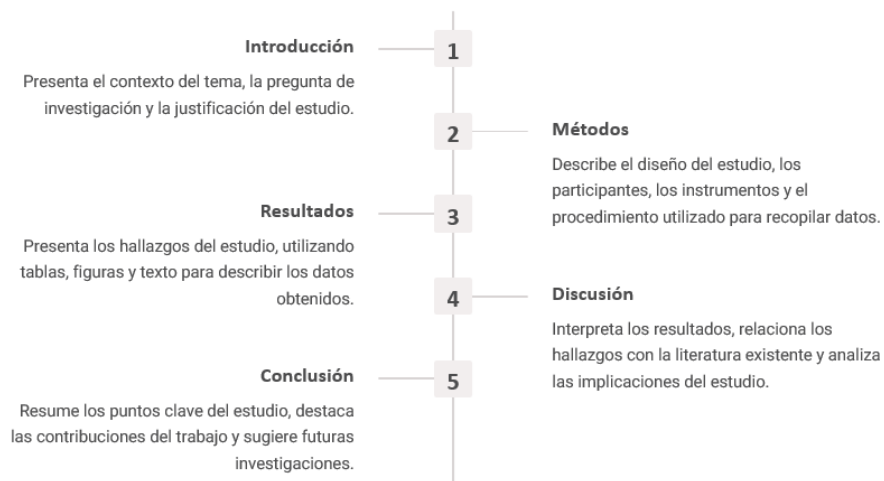 Introducción
1
Presenta el contexto del tema, la pregunta de
investigación y la justificación del estudio.
2
Métodos
Describe el diseño del estudio, los
participantes, los instrumentos y el
procedimiento utilizado para recopilar datos.
Resultados
3
Presenta los hallazgos del estudio, utilizando
tablas, figuras y texto para describir los datos
obtenidos.
4
Discusión
Interpreta los resultados, relaciona los
hallazgos con la literatura existente y analiza
las implicaciones del estudio.
Conclusión
5
Resume los puntos clave del estudio, destaca
las contribuciones del trabajo y sugiere futuras
investigaciones.